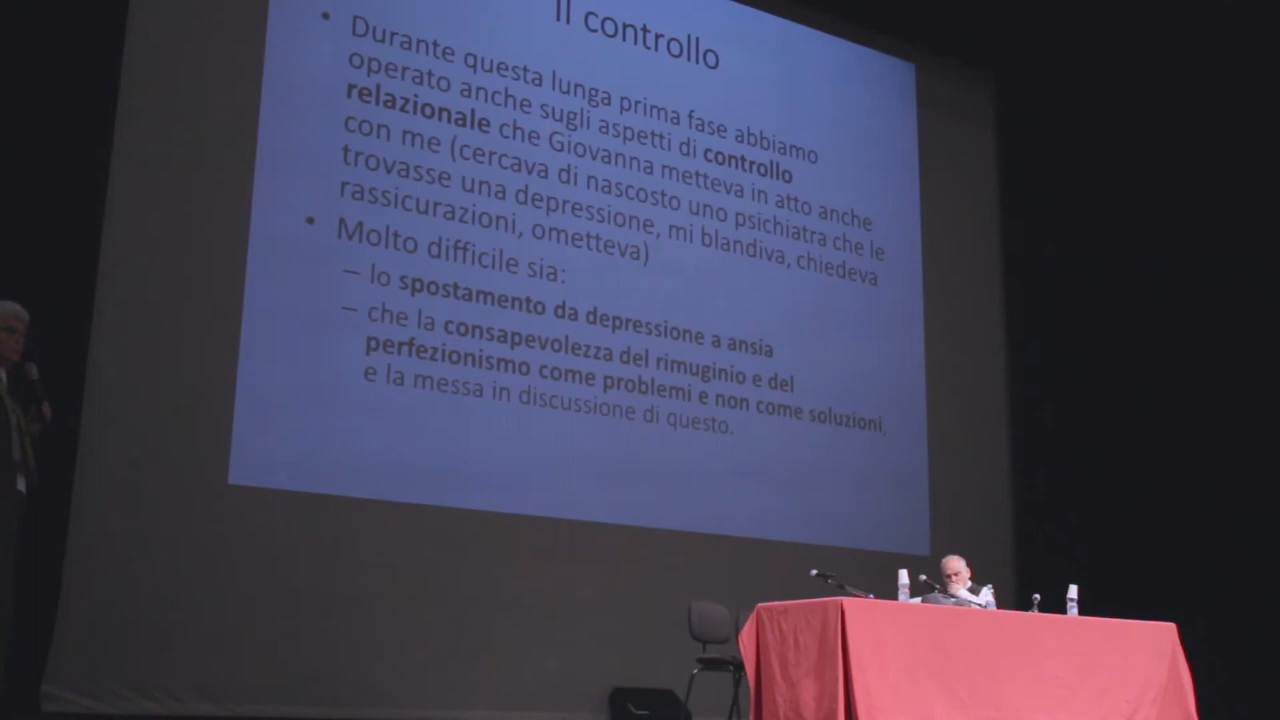 Il controllo
• Durante questa lunga prima fase abbiamo
operato anche sugli aspetti di controllo
relazionale che Giovanna metteva in atto anche
con me (cercava di nascosto uno psichiatra che le
trovasse una depressione, mi blandiva, chiedeva
rassicurazioni, ometteva)
• Molto difficile sia:
– lo spostamento da depressione a ansia
– che la consapevolezza del rimuginio e del
perfezionismo come problemi e non come soluzioni,
e la messa in discussione di questo.